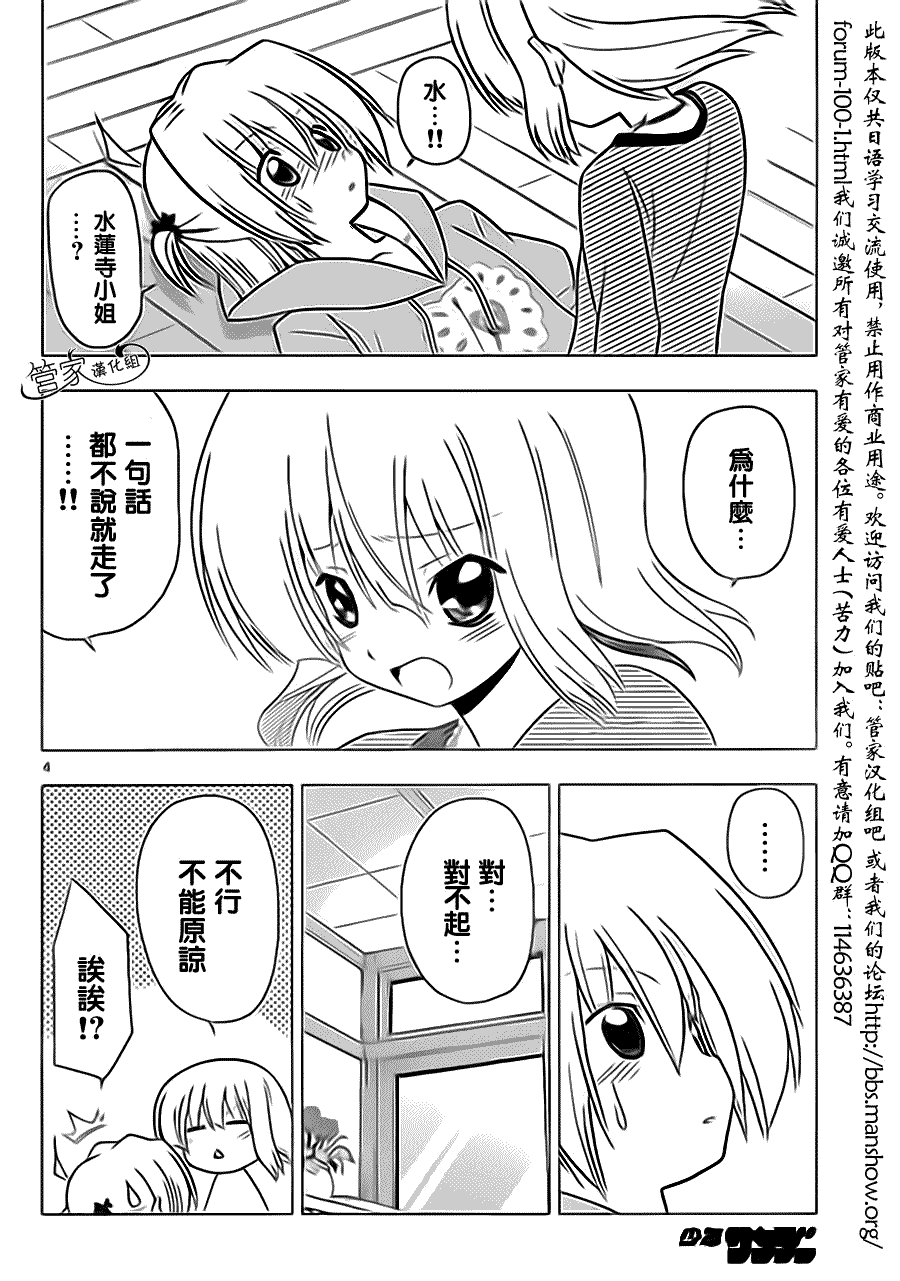 水…!!
水蓮寺小姐
…?
管家
漢化組
爲什麼…
一句話
都不說就走了
……!!
4
……
對…
對不起…
不行
不能原諒
誒誒!?
此版本仅共日语学习交流使用，禁止用作商业用途。欢迎访问我们的贴吧：管家汉化组吧 或者我们的论坛http://bbs.manshow.org/
forum-100-1.html我们诚邀所有对管家有爱的各位有爱人士(苦力)加入我们。有意请加QQ群：114636387